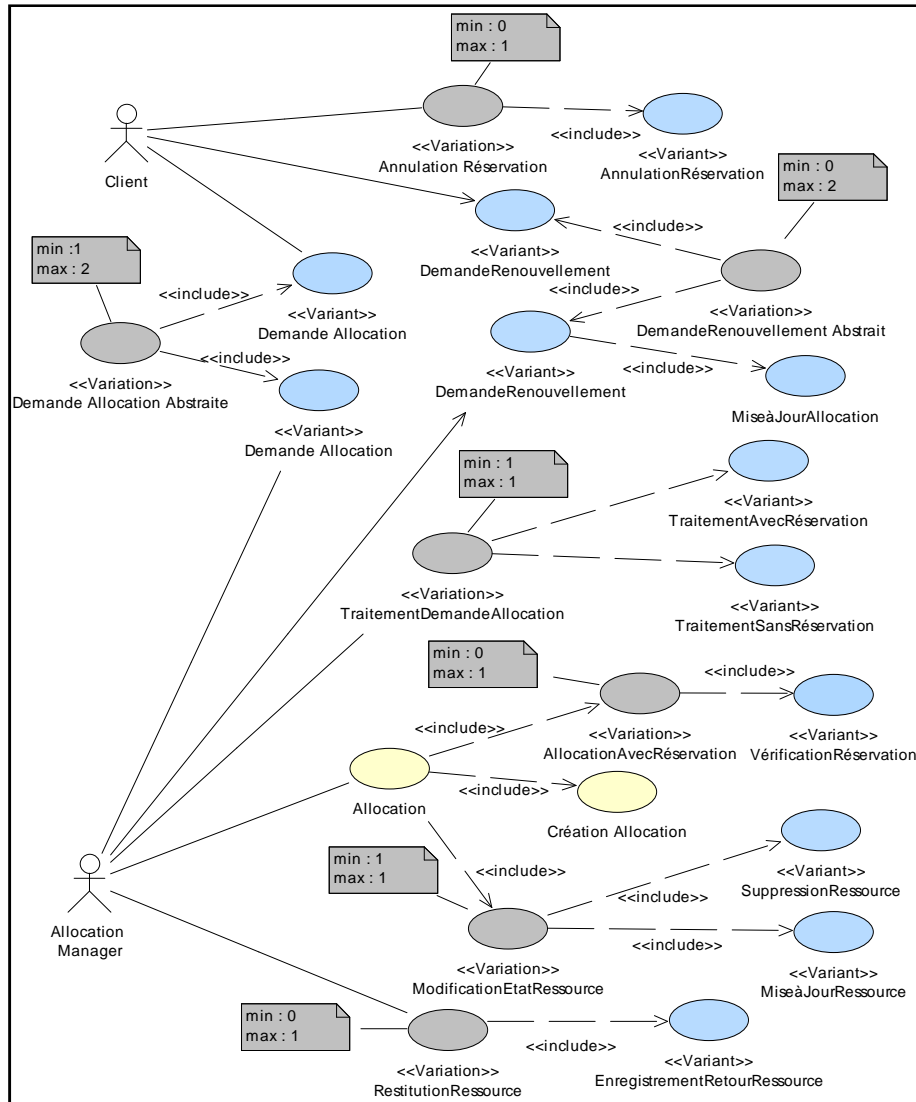 min : 0
max : 1
<<include>>
<<Variation>>
Annulation Réservation
<<Variant>>
AnnulationRéservation
Client
min : 0
max : 2
<<include>>
<<Variant>>
DemandeRenouvellement
min :1
max : 2
<<include>>
<<Variant>>
Demande Allocation
<<include>>
<<Variation>>
DemandeRenouvellement Abstrait
<<include>>
<<Variation>>
Demande Allocation Abstraite
<<Variant>>
DemandeRenouvellement
<<include>>
<<Variant>>
Demande Allocation
MiseàJourAllocation
min : 1
max : 1
<<Variant>>
TraitementAvecRéservation
<<Variation>>
TraitementDemandeAllocation
<<Variant>>
TraitementSansRéservation
min : 0
max : 1
<<include>>
<<include>>
<<Variation>>
AllocationAvecRéservation
<<Variant>>
VérificationRéservation
<<include>>
Allocation
Création Allocation
min : 1
max : 1
<<include>>
<<include>>
<<Variant>>
SuppressionRessource
Allocation
Manager
<<include>>
<<Variation>>
ModificationEtatRessource
<<Variant>>
MiseàJourRessource
min : 0
max : 1
<<include>>
<<Variation>>
RestitutionRessource
<<Variant>>
EnregistrementRetourRessource